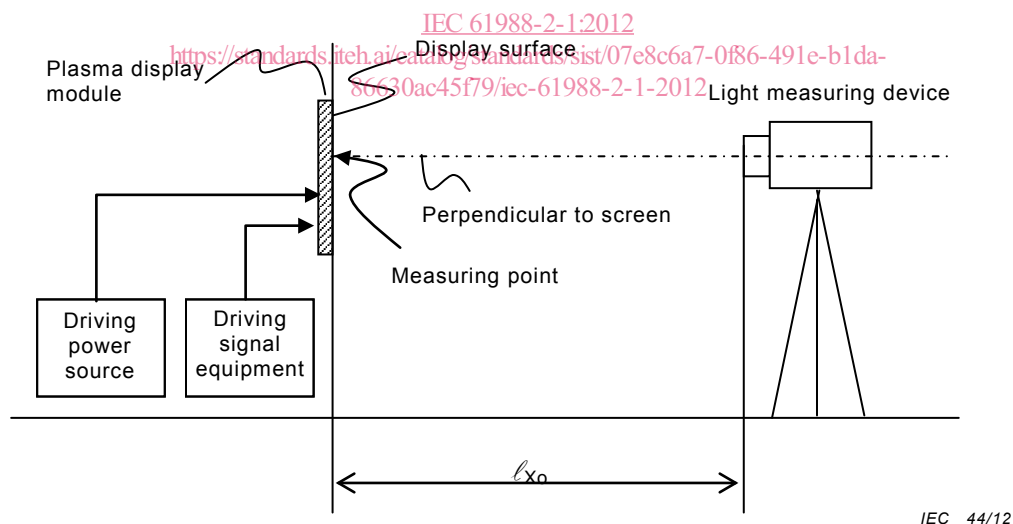 IEC 61988-2-1:2012
https://standards.iteh.ai/catalog/standards/sist/07e8c6a7-0f86-491e-b1da-
86630ac45f79/iec-61988-2-1-2012
Display surface
Plasma display
module
Light measuring device
Perpendicular to screen
Measuring point
Driving
power
source
Driving
signal
equipment
ℓxo
IEC 44/12